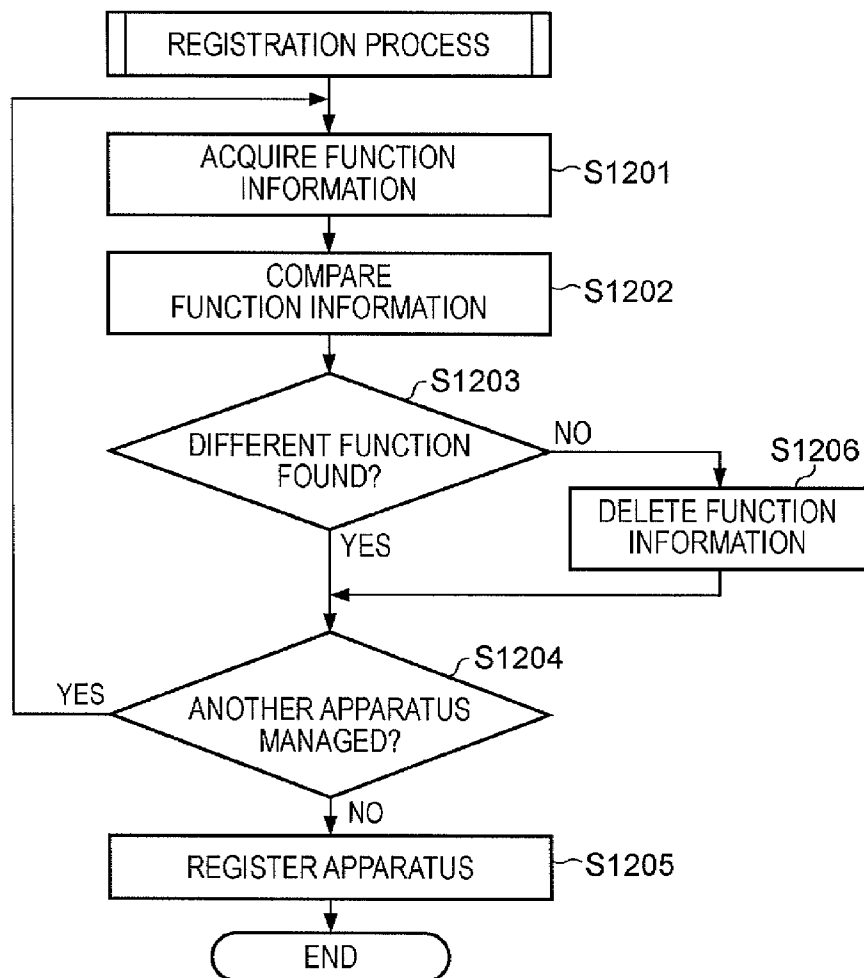 REGISTRATION PROCESS
ACQUIRE FUNCTION
INFORMATION
S1201
COMPARE
FUNCTION INFORMATION
S1202
S1203
DIFFERENT FUNCTION
FOUND?
NO
S1206
DELETE FUNCTION
INFORMATION
YES
S1204
YES
ANOTHER APPARATUS
MANAGED?
NO
REGISTER APPARATUS
S1205
END